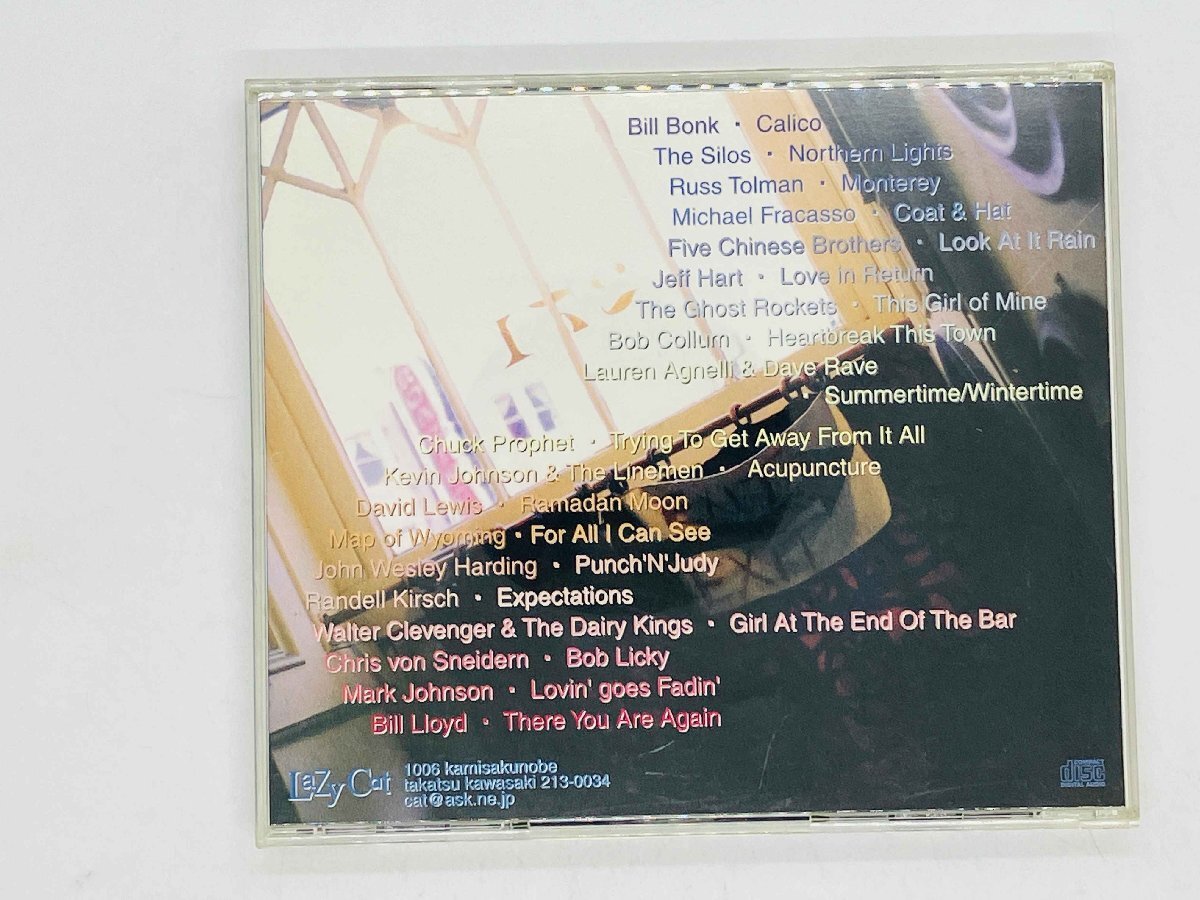 Bill Bonk · Calico
The Silos · Northern Lights
Russ Tolman · Monterey
Michael Fracasso · Coat & Hat
Five Chinese Brothers · Look At It Rain
Jeff Hart · Love in Return
The Ghost Rockets · This Girl of Mine
Bob Collum · Heartbreak This Town
Lauren Agnelli & Dave Rave
· Summertime/Wintertime
Chuck Prophet · Trying To Get Away From It All
Kevin Johnson & The Linemen · Acupuncture
David Lewis · Ramadan Moon
Map of Wyoming · For All I Can See
John Wesley Harding · Punch'N'Judy
Randell Kirsch · Expectations
Walter Clevenger & The Dairy Kings · Girl At The End Of The Bar
Chris von Sneidern · Bob Licky
Mark Johnson · Lovin' goes Fadin'
Bill Lloyd · There You Are Again
LaZy Cat
1006 kamisakunobe
takatsu kawasaki 213-0034
cat@ask.ne.jp
COMPACT
disc
DIGITAL AUDIO